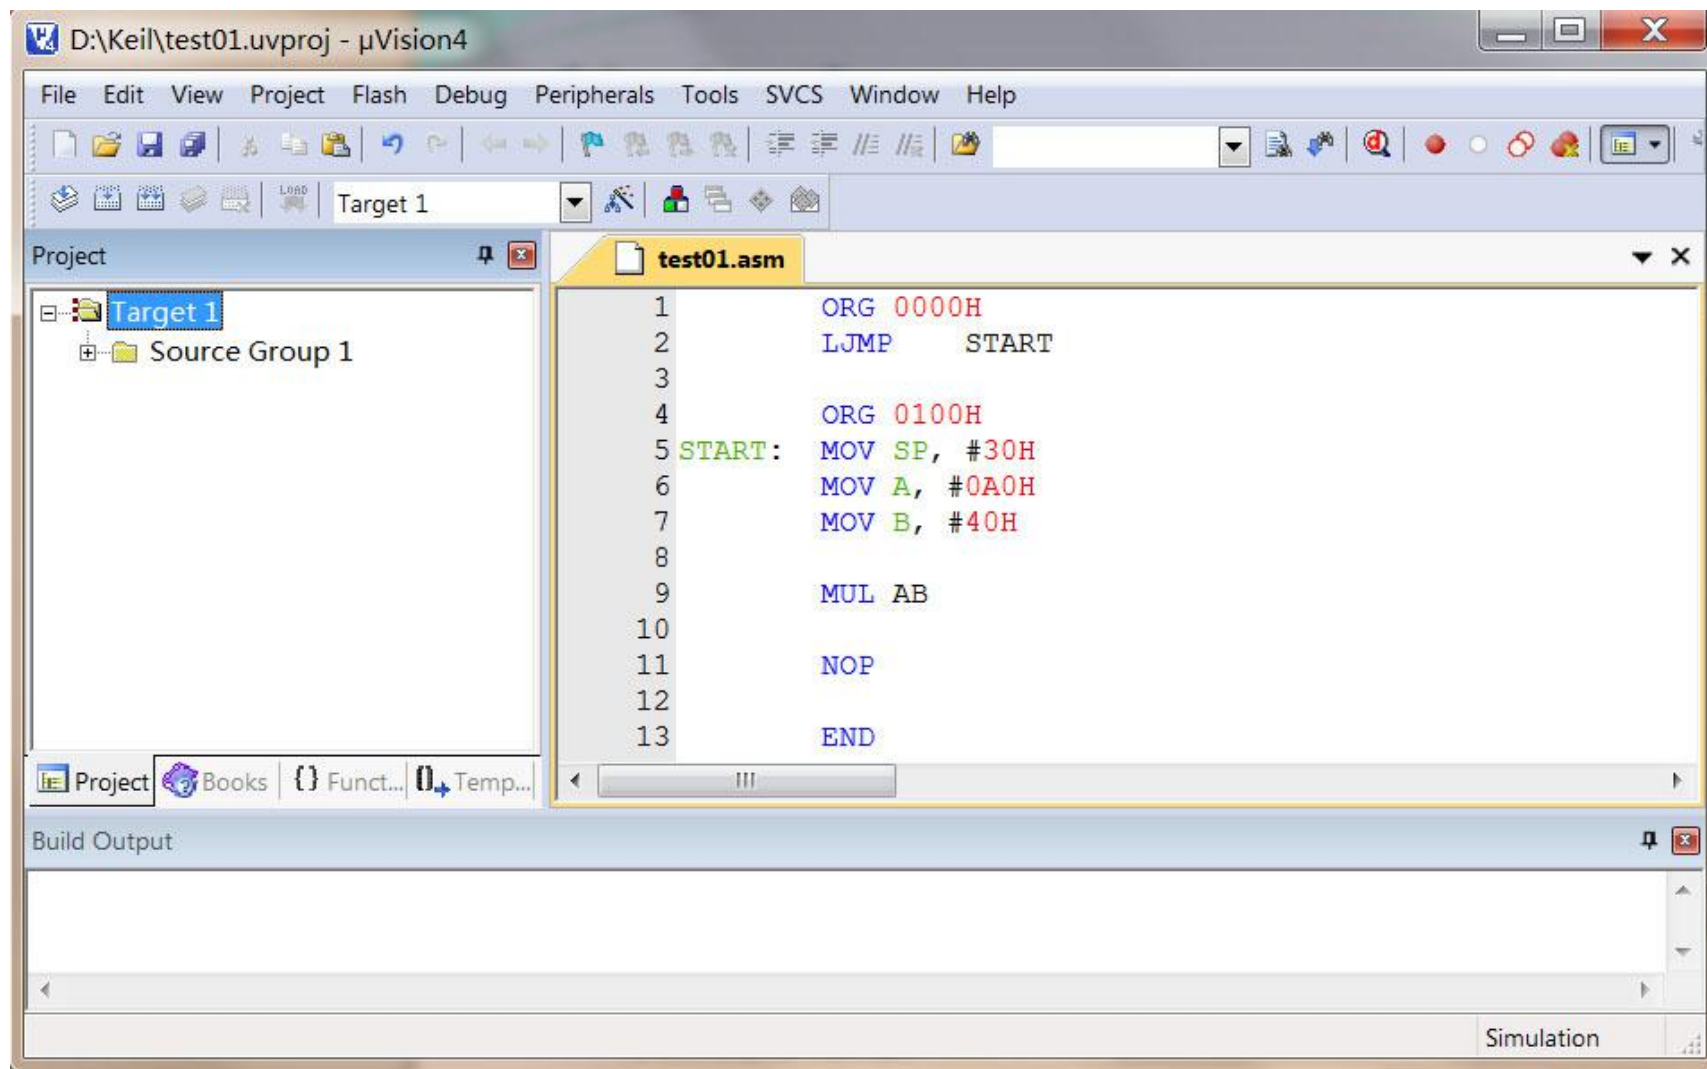 D:\Keil\test01.uvproj - µVision4
File Edit View Project Flash Debug Peripherals Tools SVCS Window Help
LOAD Target 1
Project
test01.asm
Target 1
Source Group 1
1 ORG 0000H
2 LJMP START
3
4 ORG 0100H
5 START: MOV SP, #30H
6 MOV A, #0A0H
7 MOV B, #40H
8
9 MUL AB
10
11 NOP
12
13 END
Project Books {} Funct... Temp...
Build Output
Simulation